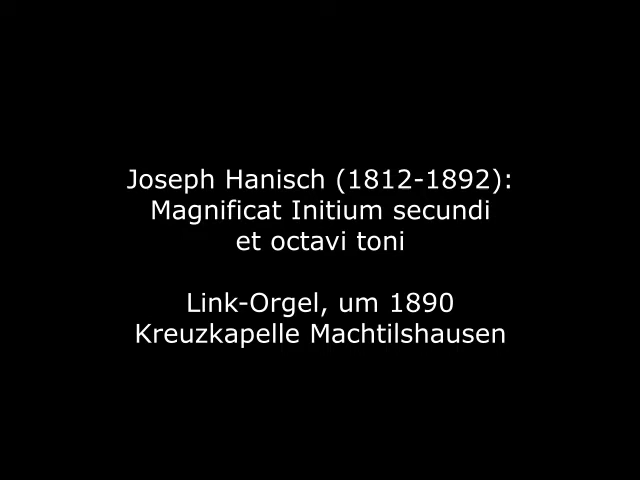 Joseph Hanisch (1812-1892):
Magnificat Initium secundi
et octavi toni
Link-Orgel, um 1890
Kreuzkapelle Machtilshausen